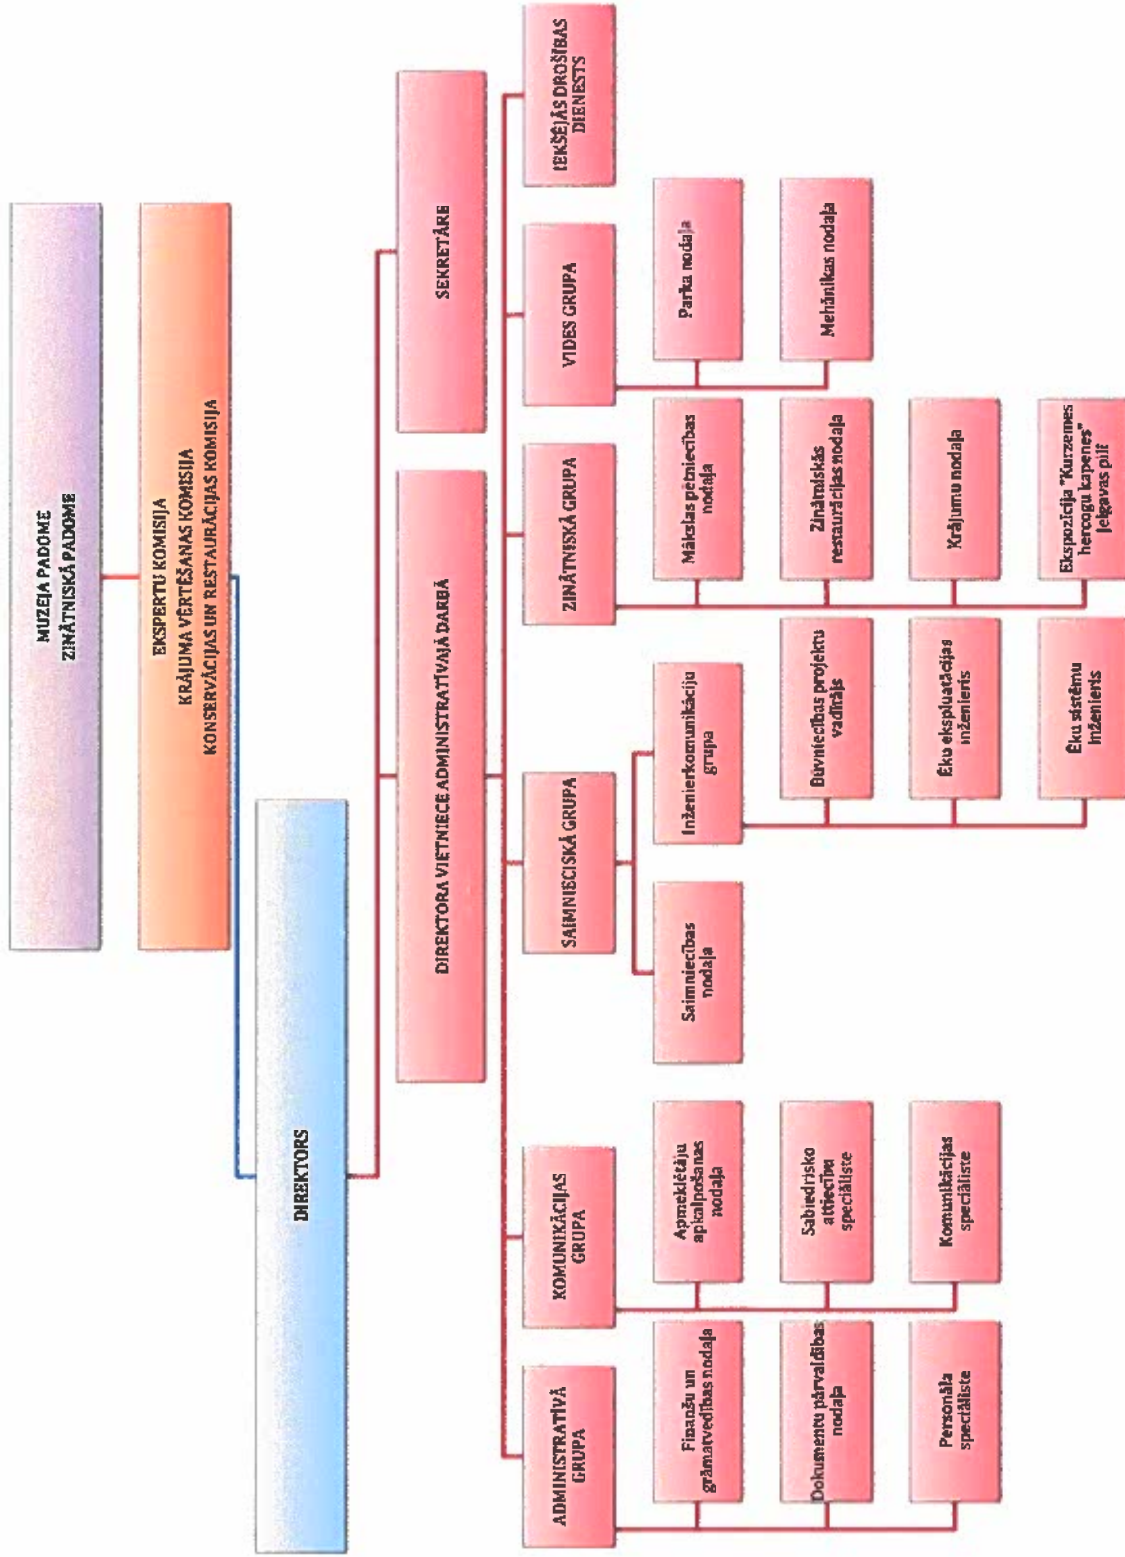 MUZEJA PADOME
ZINĀTNISKĀ PADOME
EKSPERTU KOMISIJA
KRĀJUMA VĒRTĒŠANAS KOMISIJA
KONSERVĀCIJAS UN RESTAURĀCIJAS KOMISIJA
DIREKTORS
DIREKTORA VIETNIECE ADMINISTRATĪVAJĀ DARBĀ
SEKRETĀRE
ADMINISTRATĪVĀ
GRUPA
Finanšu un
grāmatvedības nodaļa
Dokumentu pārvaldības
nodaļa
Personāla
speciāliste
KOMUNIKĀCIJAS
GRUPA
Apmeklētāju
apkalpošanas
nodaļa
Sabiedrisko
attiecību
speciāliste
Komunikācijas
speciāliste
SAIMNIECISKĀ GRUPA
Saimniecības
nodaļa
Inženierkomunikāciju
grupa
Būvniecības projektu
vadītājs
Ēku ekspluatācijas
inženieris
Ēku sistēmu
inženieris
ZINĀTNISKĀ GRUPA
Mākslas pētniecības
nodaļa
Zinātniskās
restaurācijas nodaļa
Krājumu nodaļa
Ekspozīcija "Kurzemes
hercogu kapenes"
Jelgavas pilī
VIDES GRUPA
Parka nodaļa
Mehānikas nodaļa
IEKŠĒJĀS DROŠĪBAS
DIENESTS